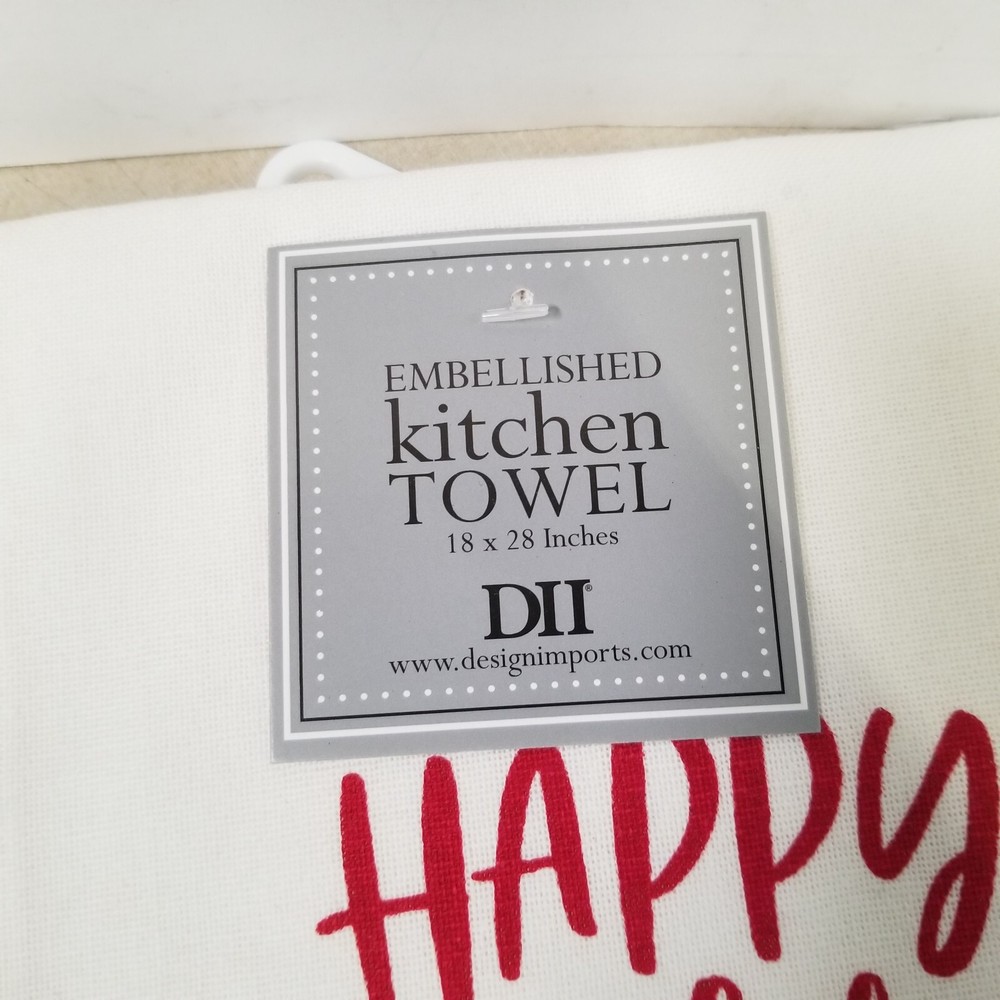 EMBELLISHED
kitchen
TOWEL
18 x 28 Inches
DII®
www.designimports.com
HAPPY